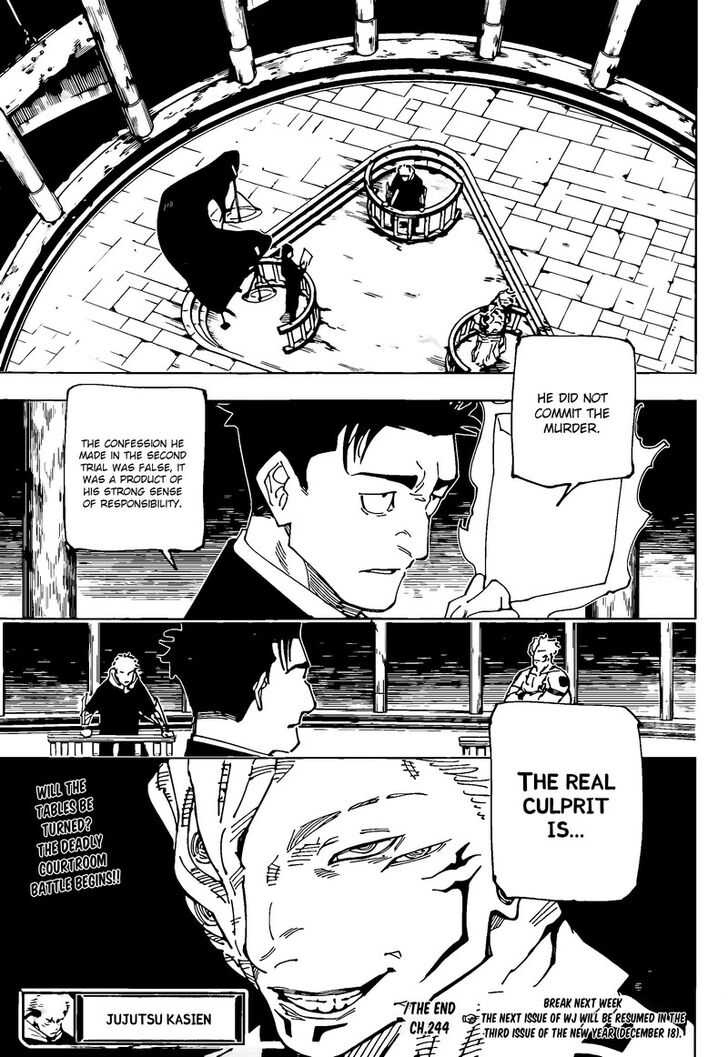 HE DID NOT
COMMIT THE
MURDER.
THE CONFESSION HE
MADE IN THE SECOND
TRIAL WAS FALSE, IT
WAS A PRODUCT OF
HIS STRONG SENSE
OF RESPONSIBILITY.
THE REAL
CULPRIT
IS...
WILL THE
TABLES BE
TURNED?
THE DEADLY
COURTROOM
BATTLE BEGINS!!
JUJUTSU KASIEN
/THE END
CH.244
BREAK NEXT WEEK
☞ THE NEXT ISSUE OF WJ WILL BE RESUMED IN THE
THIRD ISSUE OF THE NEW YEAR (DECEMBER 18).